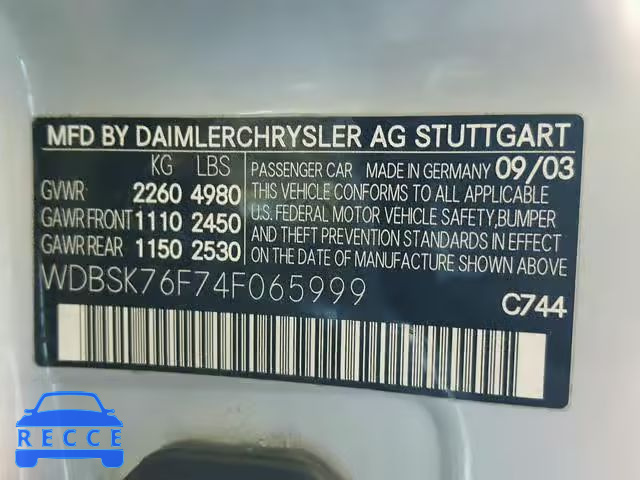 MFD BY DAIMLERCHRYSLER AG STUTTGART
KG LBS
GVWR 2260 4980
GAWR FRONT 1110 2450
GAWR REAR 1150 2530
PASSENGER CAR MADE IN GERMANY 09/03
THIS VEHICLE CONFORMS TO ALL APPLICABLE
U.S. FEDERAL MOTOR VEHICLE SAFETY, BUMPER
AND THEFT PREVENTION STANDARDS IN EFFECT
ON THE DATE OF MANUFACTURE SHOWN ABOVE.
WDBSK76F74F065999
C744
RECCE